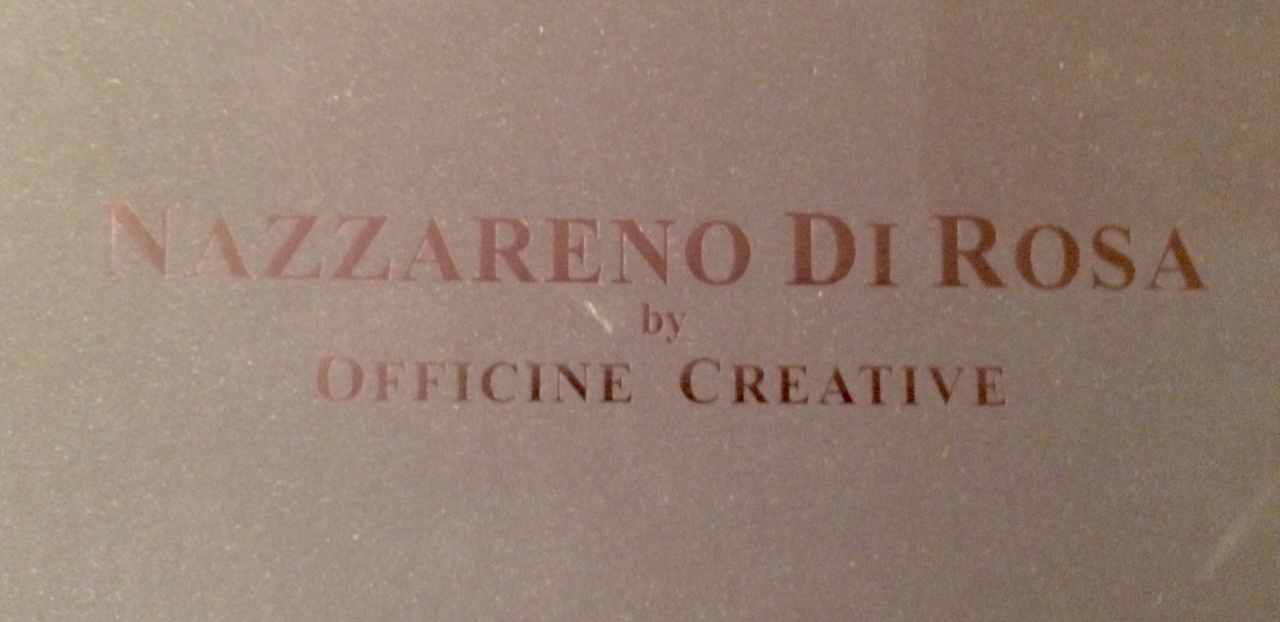 NAZZARENO DI ROSA
by
OFFICINE CREATIVE